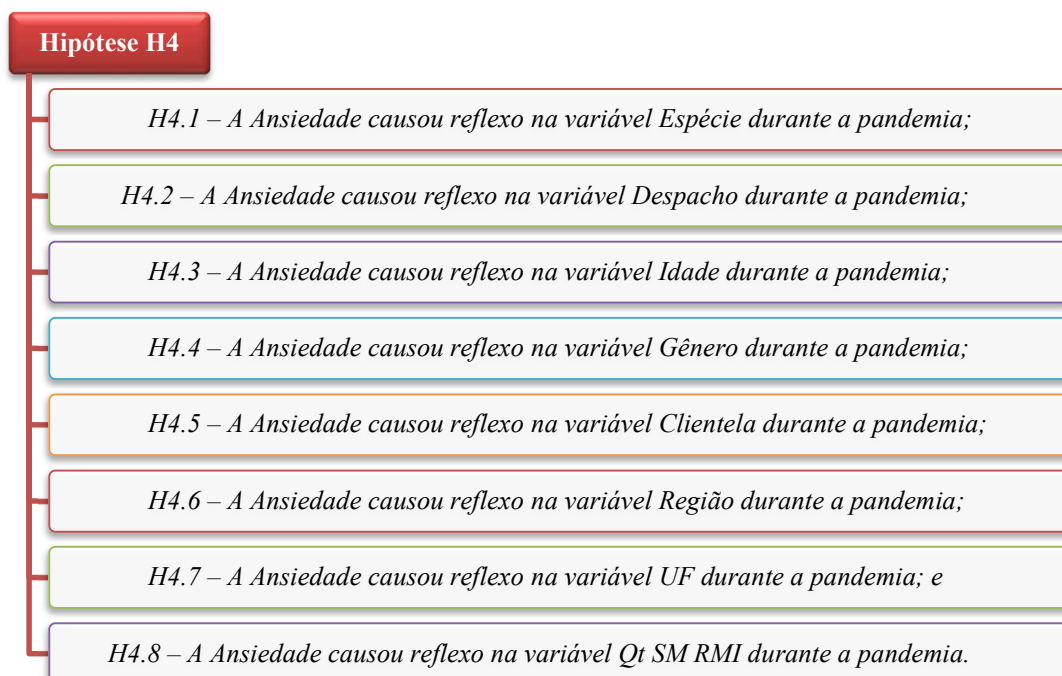 Hipótese H4
H4.1 – A Ansiedade causou reflexo na variável Espécie durante a pandemia;
H4.2 – A Ansiedade causou reflexo na variável Despacho durante a pandemia;
H4.3 – A Ansiedade causou reflexo na variável Idade durante a pandemia;
H4.4 – A Ansiedade causou reflexo na variável Gênero durante a pandemia;
H4.5 – A Ansiedade causou reflexo na variável Clientela durante a pandemia;
H4.6 – A Ansiedade causou reflexo na variável Região durante a pandemia;
H4.7 – A Ansiedade causou reflexo na variável UF durante a pandemia; e
H4.8 – A Ansiedade causou reflexo na variável Qt SM RMI durante a pandemia.